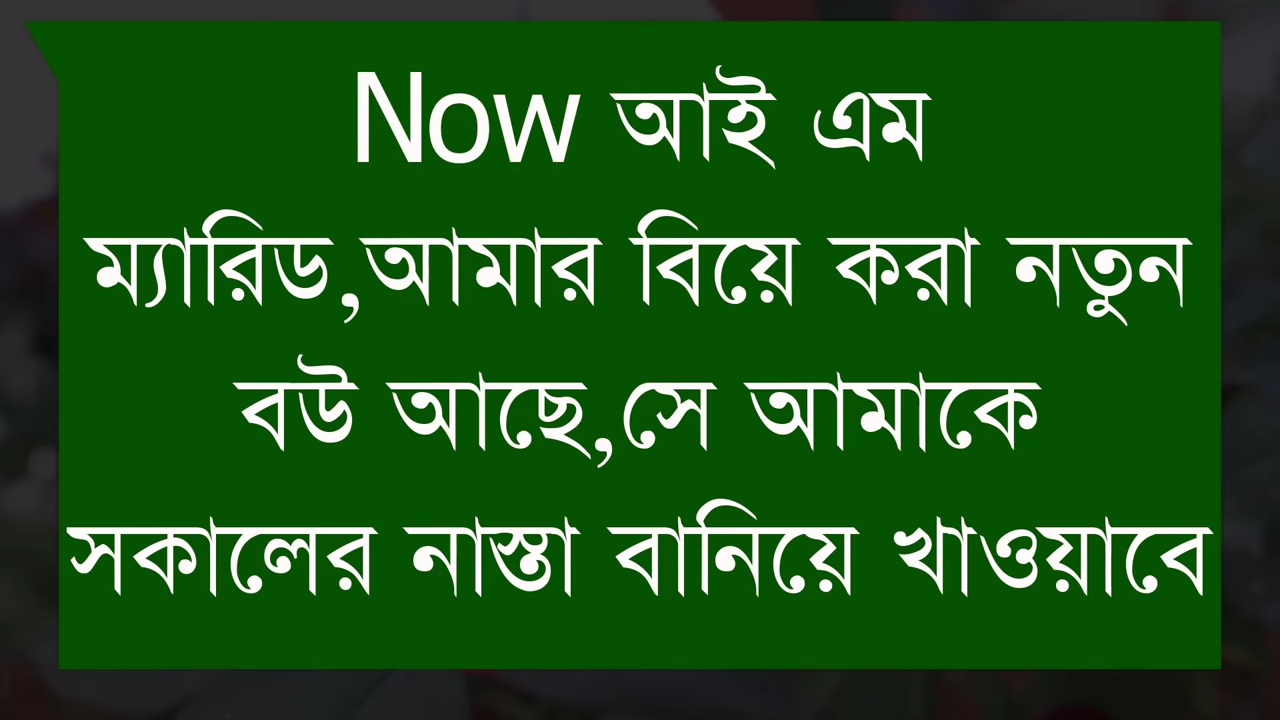 Now আই এম
ম্যারিড,আমার বিয়ে করা নতুন
বউ আছে,সে আমাকে
সকালের নাস্তা বানিয়ে খাওয়াবে